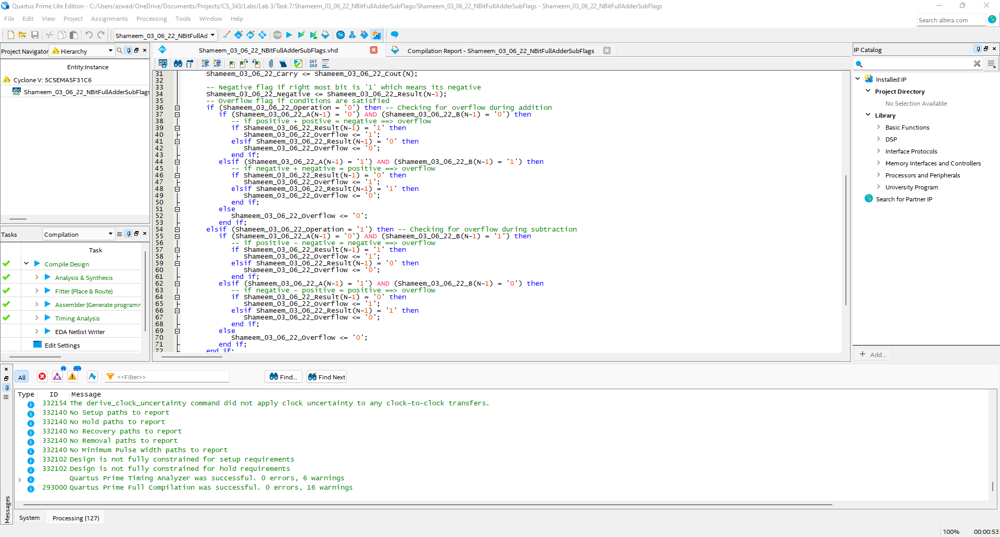 Quartus Prime Lite Edition - C:/Users/azwad/OneDrive/Documents/Projects/CS_343/Labs/Lab 3/Task 7/Shameem_03_06_22_NBitFullAdderSubFlags/Shameem_03_06_22_NBitFullAdderSubFlags - Shameem_03_06_22_NBitFullAdderSubFlags
File Edit View Project Assignments Processing Tools Window Help
Search altera.com
Shameem_03_06_22_NBitFullAd
Project Navigator Hierarchy
Entity:Instance
Cyclone V: 5CSEMA5F31C6
Shameem_03_06_22_NBitFullAdderSubFlags
Tasks Compilation
Task
Compile Design
Analysis & Synthesis
Fitter (Place & Route)
Assembler (Generate programm
Timing Analysis
EDA Netlist Writer
Edit Settings
Shameem_03_06_22_NBitFullAdderSubFlags.vhd
Compilation Report - Shameem_03_06_22_NBitFullAdderSubFlags
267
268
31 Shameem_03_06_22_Carry <= Shameem_03_06_22_Cout(N);
32
33 -- Negative flag if right most bit is '1' which means its negative
34 Shameem_03_06_22_Negative <= Shameem_03_06_22_Result(N-1);
35 -- Overflow flag if conditions are satisfied
36 if (Shameem_03_06_22_Operation = '0') then -- Checking for overflow during addition
37 if (Shameem_03_06_22_A(N-1) = '0') AND (Shameem_03_06_22_B(N-1) = '0') then
38 -- if positive + postive = negative ==> overflow
39 if Shameem_03_06_22_Result(N-1) = '1' then
40 Shameem_03_06_22_Overflow <= '1';
41 elsif Shameem_03_06_22_Result(N-1) = '0' then
42 Shameem_03_06_22_Overflow <= '0';
43 end if;
44 elsif (Shameem_03_06_22_A(N-1) = '1') AND (Shameem_03_06_22_B(N-1) = '1') then
45 -- if negative + negative = positive ==> overflow
46 if Shameem_03_06_22_Result(N-1) = '0' then
47 Shameem_03_06_22_Overflow <= '1';
48 elsif Shameem_03_06_22_Result(N-1) = '1' then
49 Shameem_03_06_22_Overflow <= '0';
50 end if;
51 else
52 Shameem_03_06_22_Overflow <= '0';
53 end if;
54 elsif (Shameem_03_06_22_Operation = '1') then -- Checking for overflow during subtraction
55 if (Shameem_03_06_22_A(N-1) = '0') AND (Shameem_03_06_22_B(N-1) = '1') then
56 -- if positive - negative = negative ==> overflow
57 if Shameem_03_06_22_Result(N-1) = '1' then
58 Shameem_03_06_22_Overflow <= '1';
59 elsif Shameem_03_06_22_Result(N-1) = '0' then
60 Shameem_03_06_22_Overflow <= '0';
61 end if;
62 elsif (Shameem_03_06_22_A(N-1) = '1') AND (Shameem_03_06_22_B(N-1) = '0') then
63 -- if negative - positive = positive ==> overflow
64 if Shameem_03_06_22_Result(N-1) = '0' then
65 Shameem_03_06_22_Overflow <= '1';
66 elsif Shameem_03_06_22_Result(N-1) = '1' then
67 Shameem_03_06_22_Overflow <= '0';
68 end if;
69 else
70 Shameem_03_06_22_Overflow <= '0';
71 end if;
72 end if;
IP Catalog
Installed IP
Project Directory
No Selection Available
Library
Basic Functions
DSP
Interface Protocols
Memory Interfaces and Controllers
Processors and Peripherals
University Program
Search for Partner IP
+ Add...
All <<Filter>> Find... Find Next
Type ID Message
332154 The derive_clock_uncertainty command did not apply clock uncertainty to any clock-to-clock transfers.
332140 No Setup paths to report
332140 No Hold paths to report
332140 No Recovery paths to report
332140 No Removal paths to report
332140 No Minimum Pulse Width paths to report
332102 Design is not fully constrained for setup requirements
332102 Design is not fully constrained for hold requirements
Quartus Prime Timing Analyzer was successful. 0 errors, 6 warnings
293000 Quartus Prime Full Compilation was successful. 0 errors, 16 warnings
Messages
System Processing (127)
100% 00:00:53